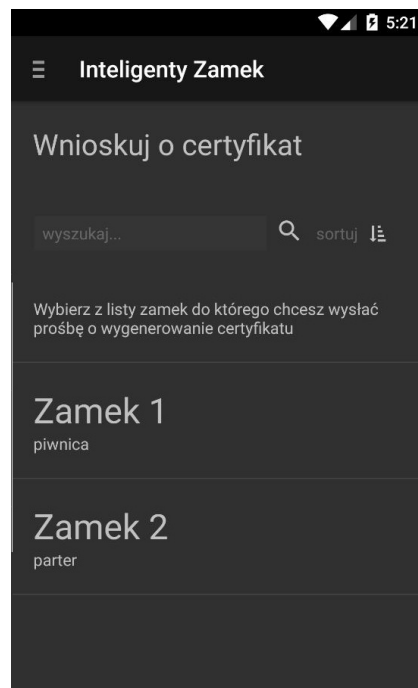 5:21
Inteligenty Zamek
Wnioskuj o certyfikat
wyszukaj... sortuj
Wybierz z listy zamek do którego chcesz wysłać
prośbę o wygenerowanie certyfikatu
Zamek 1
piwnica
Zamek 2
parter